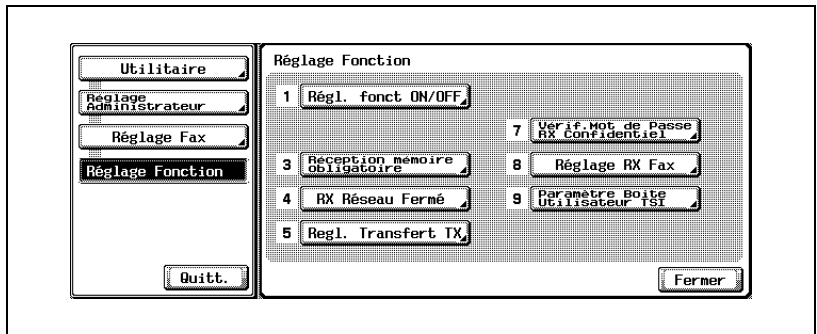 Utilitaire
Réglage
Administrateur
Réglage Fax
Réglage Fonction
Quitt.
Réglage Fonction
1 Régl. fonct ON/OFF
3 Réception mémoire
obligatoire
4 RX Réseau Fermé
5 Regl. Transfert TX
7 Vérif.Mot de Passe
RX Confidentiel
8 Réglage RX Fax
9 Paramètre Boite
Utilisateur TSI
Fermer